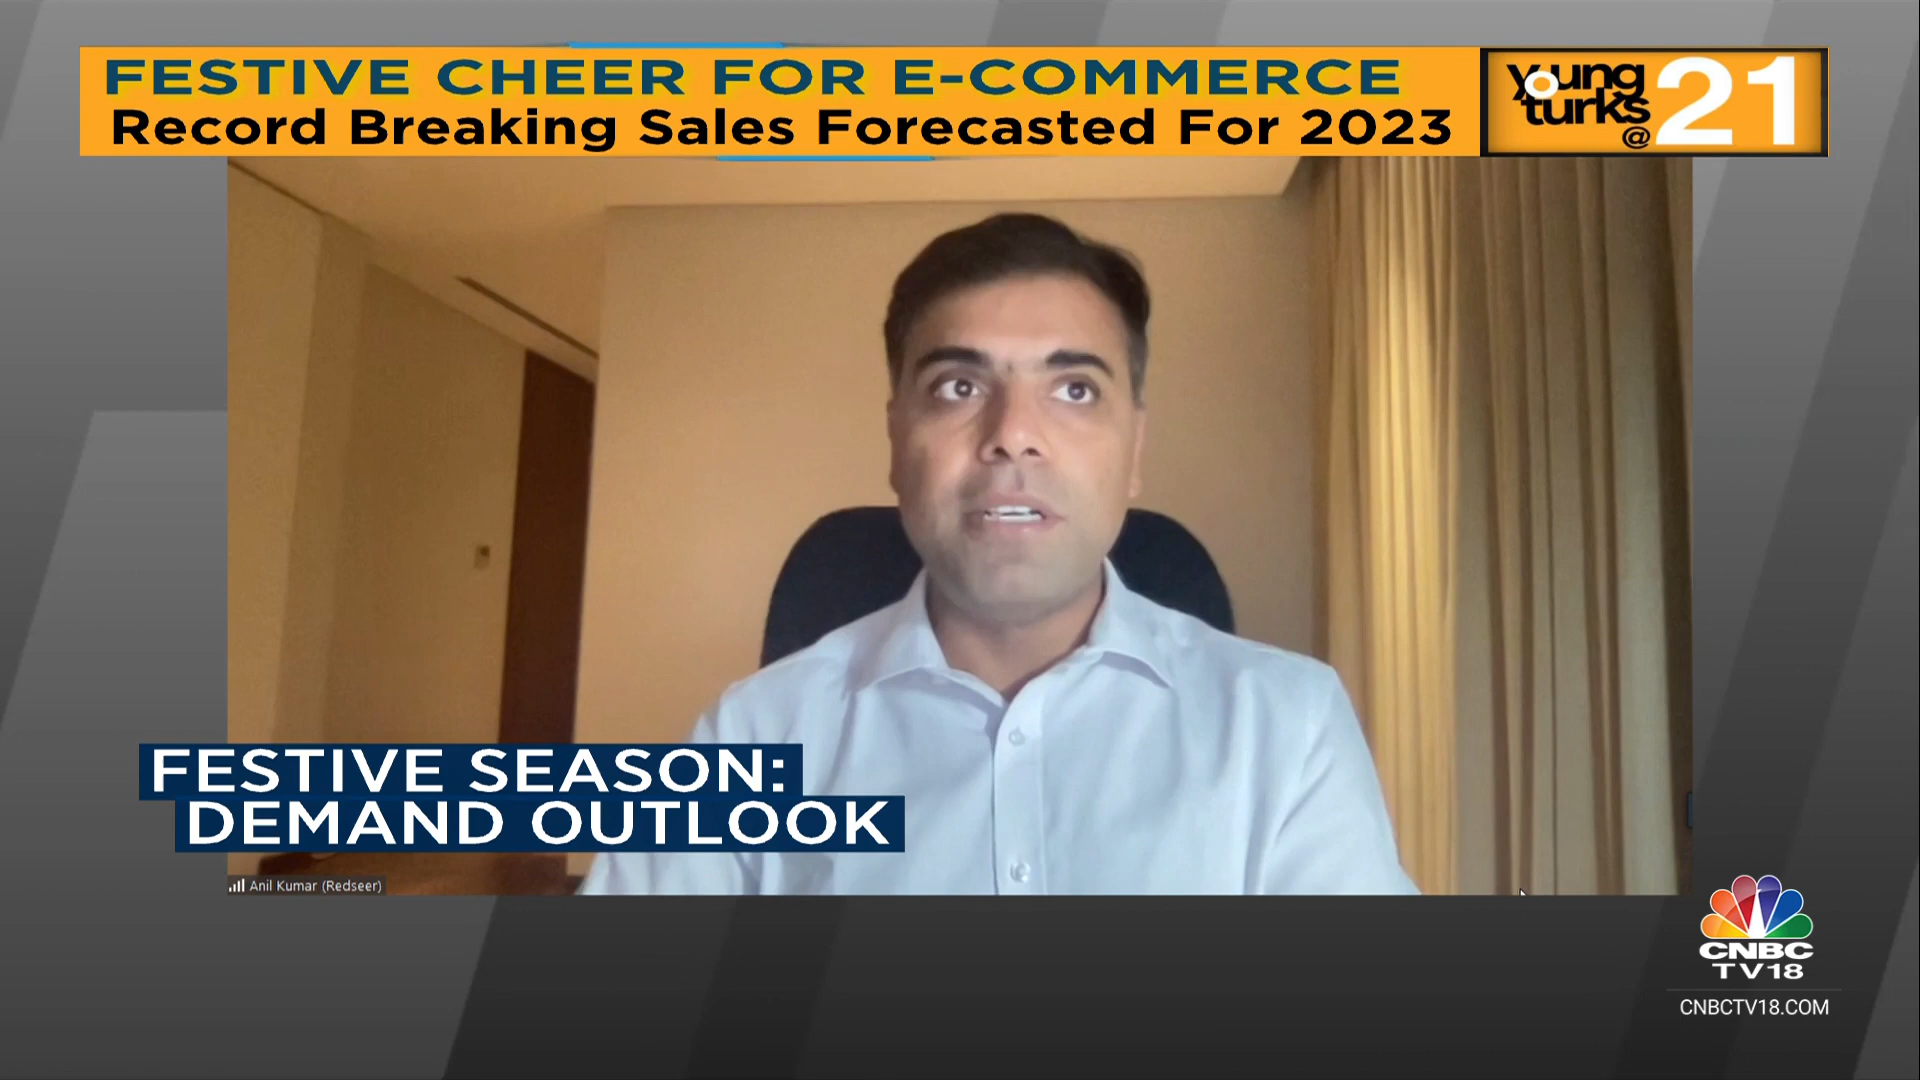 FESTIVE CHEER FOR E-COMMERCE
Record Breaking Sales Forecasted For 2023
young
turks
@21
FESTIVE SEASON:
DEMAND OUTLOOK
Anil Kumar (Redseer)
CNBC
TV18
CNBCTV18.COM